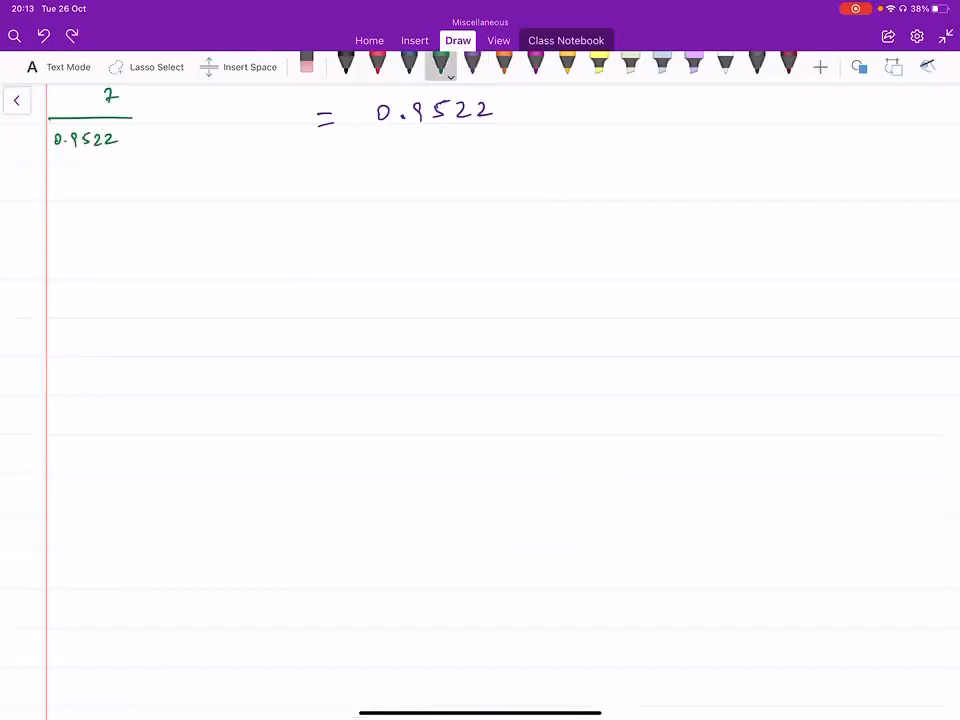 20:13 Tue 26 Oct
38%
Miscellaneous
Home Insert Draw View Class Notebook
A Text Mode Lasso Select Insert Space
7
0.9522
= 0.9522